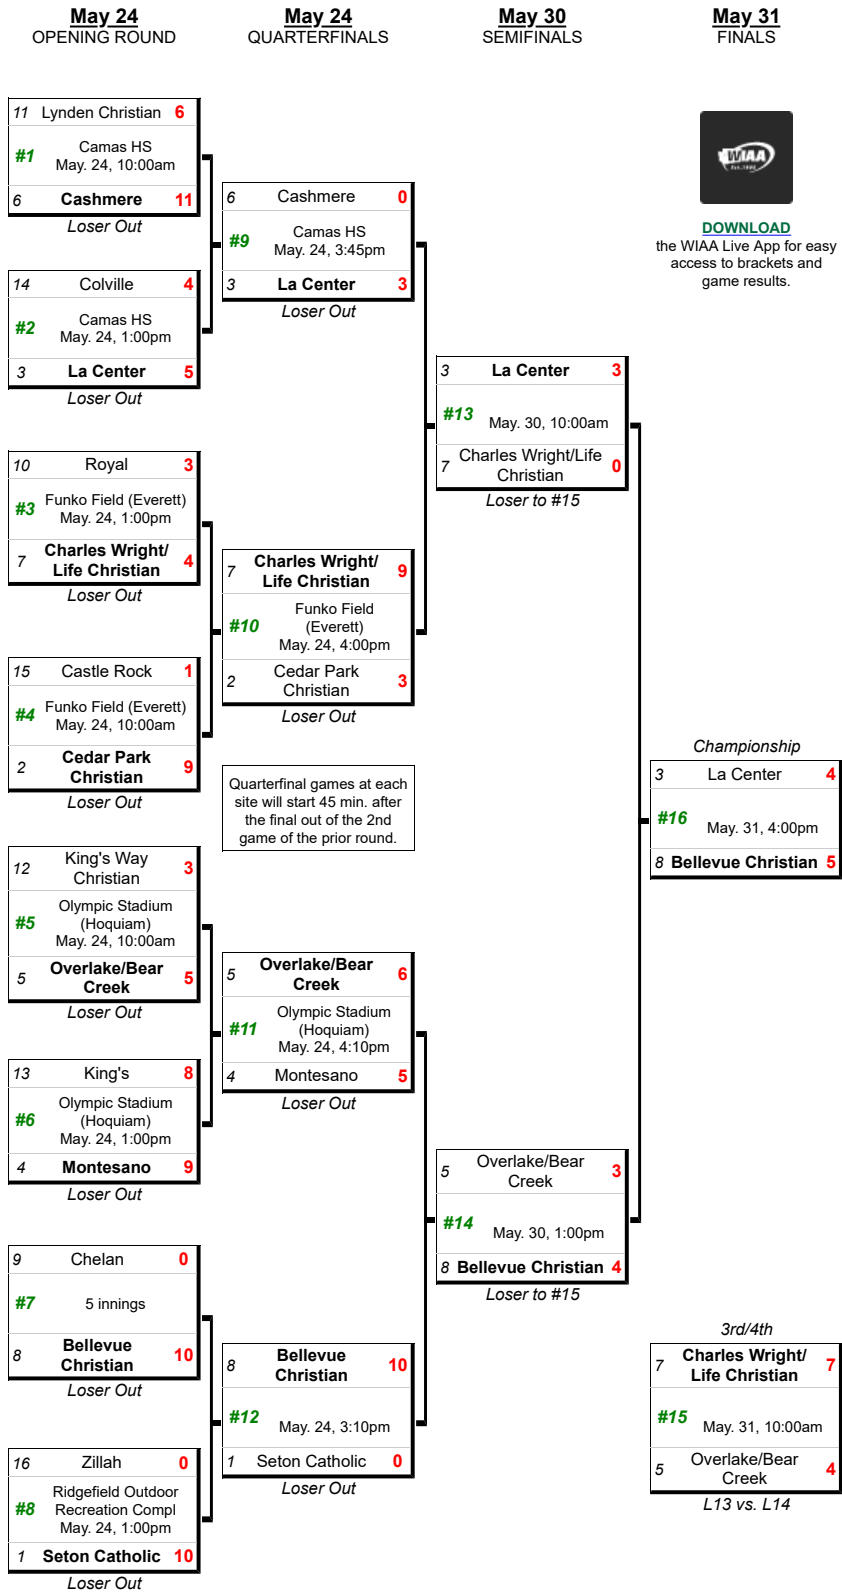 May 24
OPENING ROUND
May 24
QUARTERFINALS
May 30
SEMIFINALS
May 31
FINALS
11 Lynden Christian 6
#1 Camas HS
May. 24, 10:00am
6 Cashmere 11
Loser Out
14 Colville 4
#2 Camas HS
May. 24, 1:00pm
3 La Center 5
Loser Out
10 Royal 3
#3 Funko Field (Everett)
May. 24, 1:00pm
7 Charles Wright/
Life Christian 4
Loser Out
15 Castle Rock 1
#4 Funko Field (Everett)
May. 24, 10:00am
2 Cedar Park
Christian 9
Loser Out
12 King's Way
Christian 3
#5 Olympic Stadium
(Hoquiam)
May. 24, 10:00am
5 Overlake/Bear
Creek 5
Loser Out
13 King's 8
#6 Olympic Stadium
(Hoquiam)
May. 24, 1:00pm
4 Montesano 9
Loser Out
9 Chelan 0
#7 5 innings
8 Bellevue
Christian 10
Loser Out
16 Zillah 0
#8 Ridgefield Outdoor
Recreation Compl
May. 24, 1:00pm
1 Seton Catholic 10
Loser Out
6 Cashmere 0
#9 Camas HS
May. 24, 3:45pm
3 La Center 3
Loser Out
7 Charles Wright/
Life Christian 9
#10 Funko Field
(Everett)
May. 24, 4:00pm
2 Cedar Park
Christian 3
Loser Out
Quarterfinal games at each
site will start 45 min. after
the final out of the 2nd
game of the prior round.
5 Overlake/Bear
Creek 6
#11 Olympic Stadium
(Hoquiam)
May. 24, 4:10pm
4 Montesano 5
Loser Out
8 Bellevue
Christian 10
#12 May. 24, 3:10pm
1 Seton Catholic 0
Loser Out
3 La Center 3
#13 May. 30, 10:00am
7 Charles Wright/Life
Christian 0
Loser to #15
5 Overlake/Bear
Creek 3
#14 May. 30, 1:00pm
8 Bellevue Christian 4
Loser to #15
WIAA
DOWNLOAD
the WIAA Live App for easy
access to brackets and
game results.
Championship
3 La Center 4
#16 May. 31, 4:00pm
8 Bellevue Christian 5
3rd/4th
7 Charles Wright/
Life Christian 7
#15 May. 31, 10:00am
5 Overlake/Bear
Creek 4
L13 vs. L14